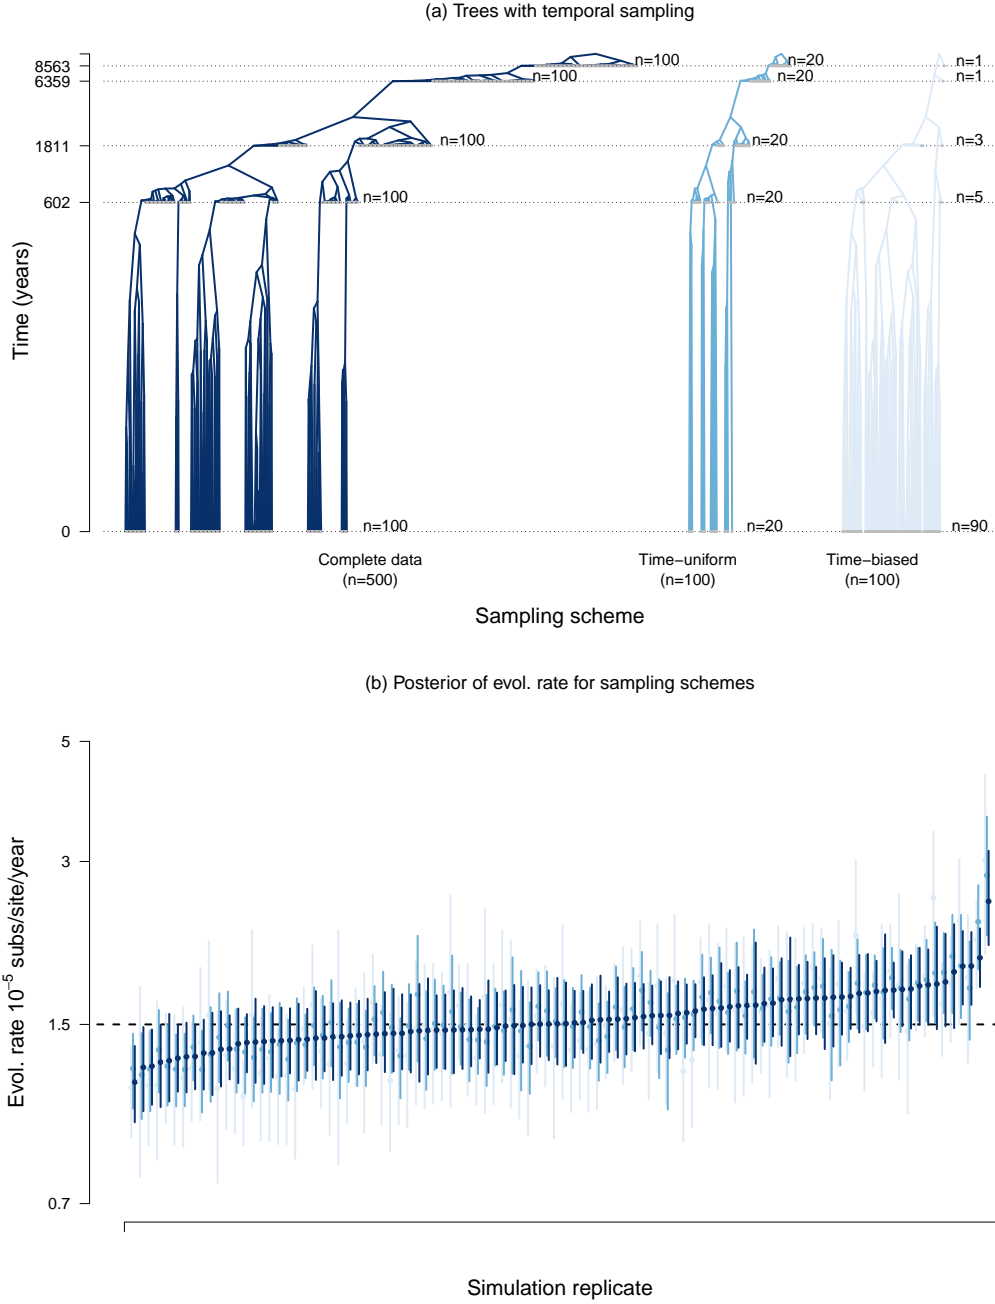 (a) Trees with temporal sampling
8563
6359
1811
602
0
Time (years)
n=100
n=100
n=100
n=100
n=100
n=20
n=20
n=20
n=20
n=20
n=1
n=1
n=3
n=5
n=90
Complete data
(n=500)
Time−uniform
(n=100)
Time−biased
(n=100)
Sampling scheme
(b) Posterior of evol. rate for sampling schemes
5
3
1.5
0.7
Evol. rate 10⁻⁵ subs/site/year
Simulation replicate